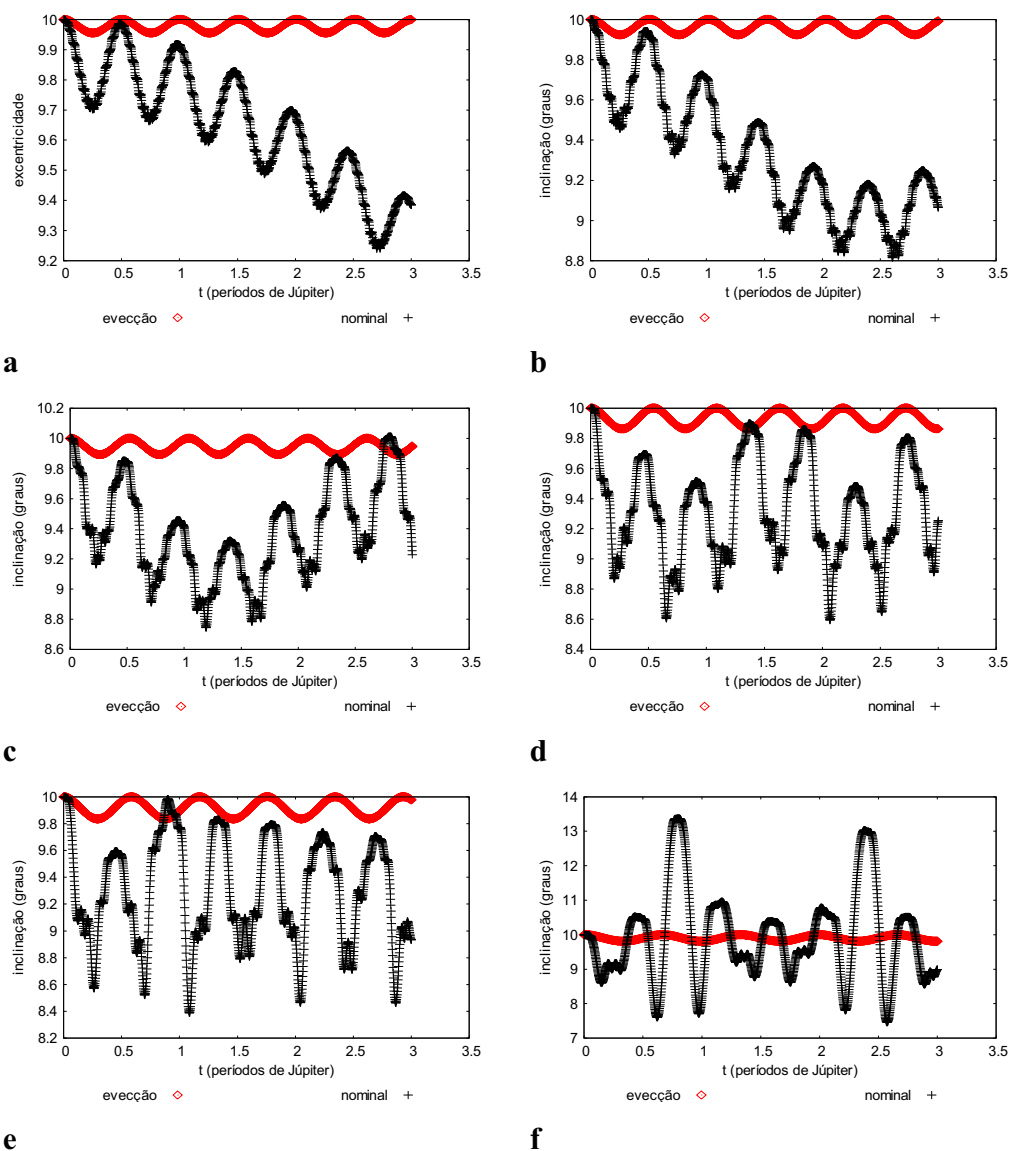 10
9.9
9.8
9.7
9.6
9.5
9.4
9.3
9.2
excentricidade
0 0.5 1 1.5 2 2.5 3 3.5
t (períodos de Júpiter)
evecção nominal
a
10
9.8
9.6
9.4
9.2
9
8.8
inclinação (graus)
0 0.5 1 1.5 2 2.5 3 3.5
t (períodos de Júpiter)
evecção nominal
b
10.2
10
9.8
9.6
9.4
9.2
9
8.8
8.6
inclinação (graus)
0 0.5 1 1.5 2 2.5 3 3.5
t (períodos de Júpiter)
evecção nominal
c
10
9.8
9.6
9.4
9.2
9
8.8
8.6
8.4
inclinação (graus)
0 0.5 1 1.5 2 2.5 3 3.5
t (períodos de Júpiter)
evecção nominal
d
10
9.8
9.6
9.4
9.2
9
8.8
8.6
8.4
8.2
inclinação (graus)
0 0.5 1 1.5 2 2.5 3 3.5
t (períodos de Júpiter)
evecção nominal
e
14
13
12
11
10
9
8
7
inclinação (graus)
0 0.5 1 1.5 2 2.5 3 3.5
t (períodos de Júpiter)
evecção nominal
f